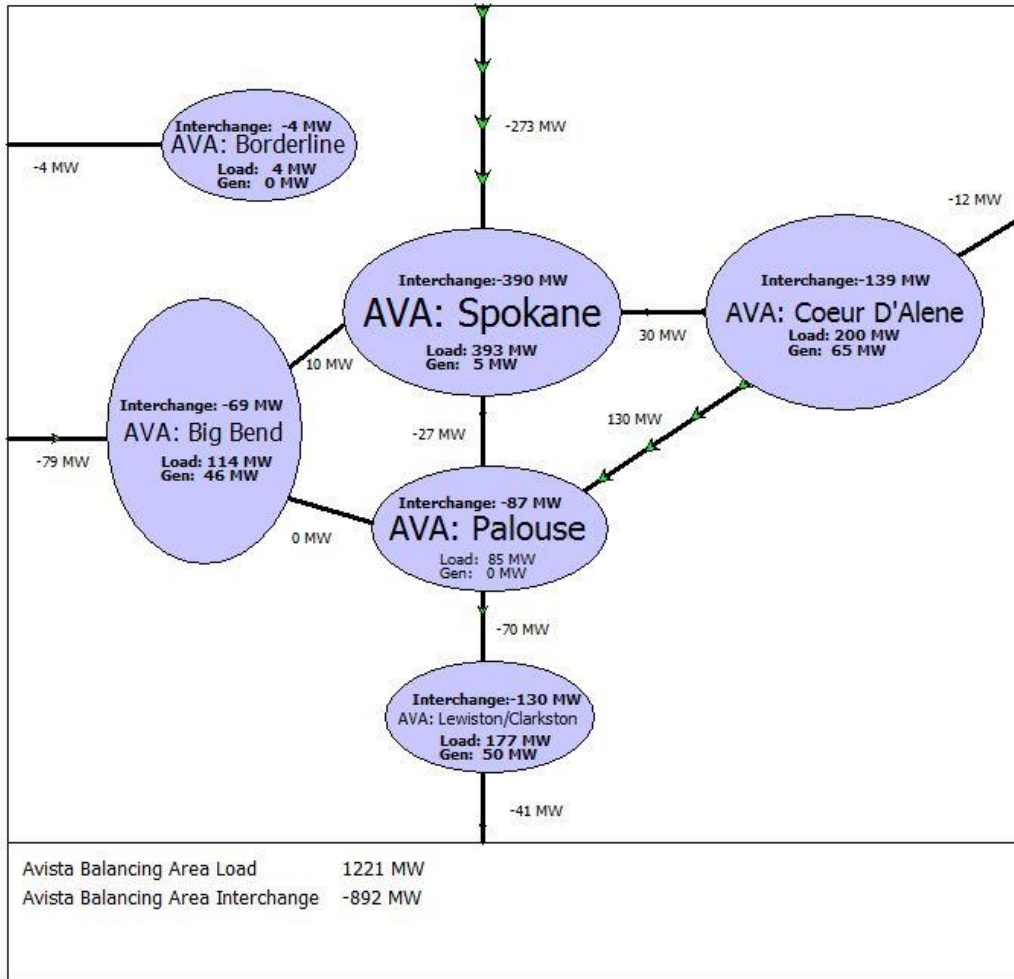 -273 MW
Interchange: -4 MW
AVA: Borderline
Load: 4 MW
Gen: 0 MW
-4 MW
-12 MW
Interchange:-390 MW
AVA: Spokane
Load: 393 MW
Gen: 5 MW
Interchange:-139 MW
AVA: Coeur D'Alene
Load: 200 MW
Gen: 65 MW
30 MW
10 MW
Interchange: -69 MW
AVA: Big Bend
Load: 114 MW
Gen: 46 MW
-79 MW
-27 MW
130 MW
Interchange: -87 MW
AVA: Palouse
Load: 85 MW
Gen: 0 MW
0 MW
-70 MW
Interchange:-130 MW
AVA: Lewiston/Clarkston
Load: 177 MW
Gen: 50 MW
-41 MW
Avista Balancing Area Load 1221 MW
Avista Balancing Area Interchange -892 MW